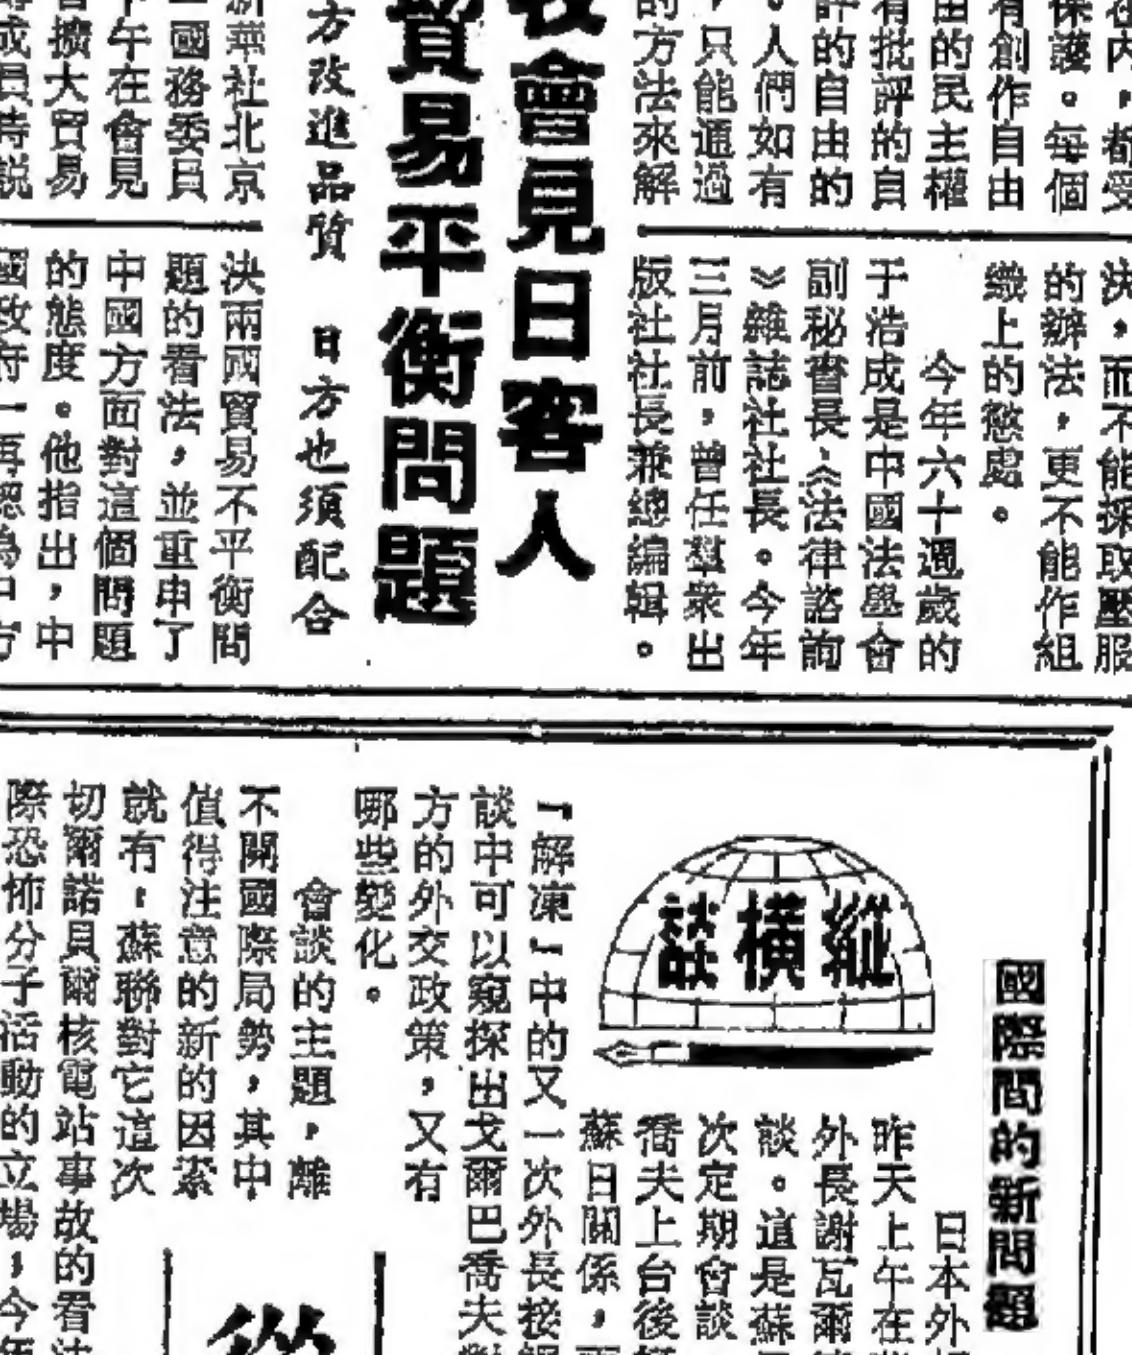 在內，都受
保護。每個
有創作自由
由的民主權
有批評的自
評的自由的
。人們如有
，只能通過
的方法來解
決，而不能採取壓服
的辦法，更不能作組
織上的懲處。
今年六十週歲的
于浩成是中國法學會
副秘書長、《法律諮詢
》雜誌社社長。今年
三月前，曾任羣衆出
版社社長兼總編輯。
會見日客人
貿易平衡問題
方改進品質　日方也須配合
新華社北京
國務委員
午在會見
擴大貿易
成員時説
決兩國貿易不平衡問
題的看法，並重申了
中國方面對這個問題
的態度。他指出，中
國政府一再認爲中方
國際間的新問題
縱橫談
日本外
昨天上午在
外長謝瓦爾
談。這是蘇
次定期會談
喬夫上台後
蘇日關係，
「解凍」中的又一次外長接
談中可以窺探出戈爾巴喬夫對
方的外交政策，又有
哪些變化。
會談的主題，離
不開國際局勢，其中
值得注意的新的因素
就有，蘇聯對它這次
切爾諾貝爾核電站事故的看法
際恐怖分子活動的立場，今年
從